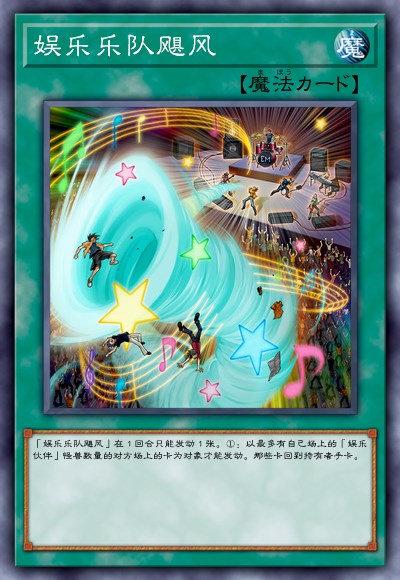 娱乐乐队飓风
魔
【魔法カード】
まほう
EM
「娱乐乐队飓风」在１回合只能发动１张。①：以最多有自己场上的「娱乐
伙伴」怪兽数量的对方场上的卡为对象才能发动。那些卡回到持有者手卡。